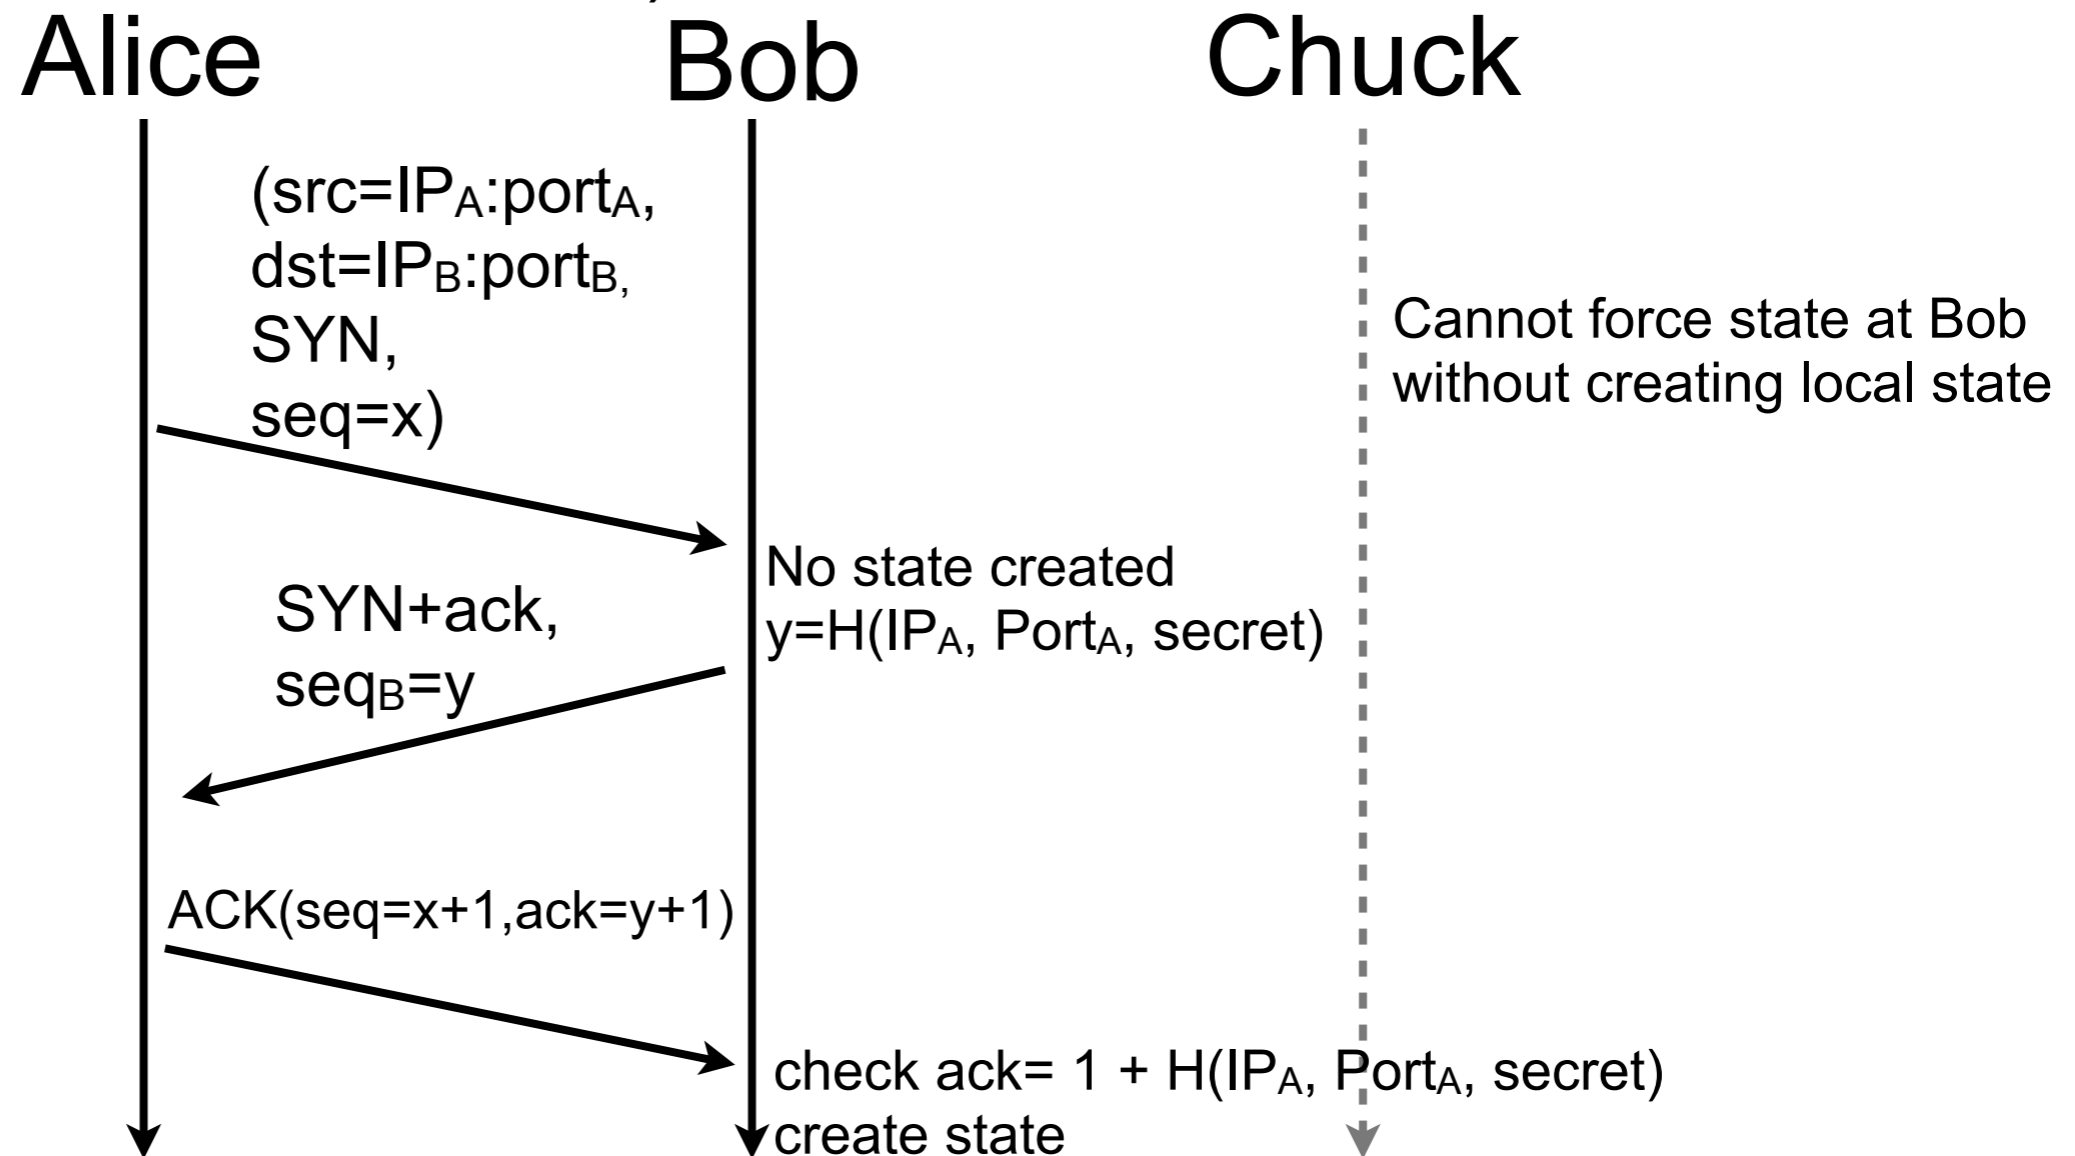 Alice Bob Chuck
(src=IPA:portA,
dst=IPB:portB,
SYN,
seq=x)
Cannot force state at Bob
without creating local state
No state created
y=H(IPA, PortA, secret)
SYN+ack,
seqB=y
ACK(seq=x+1,ack=y+1)
check ack= 1 + H(IPA, PortA, secret)
create state